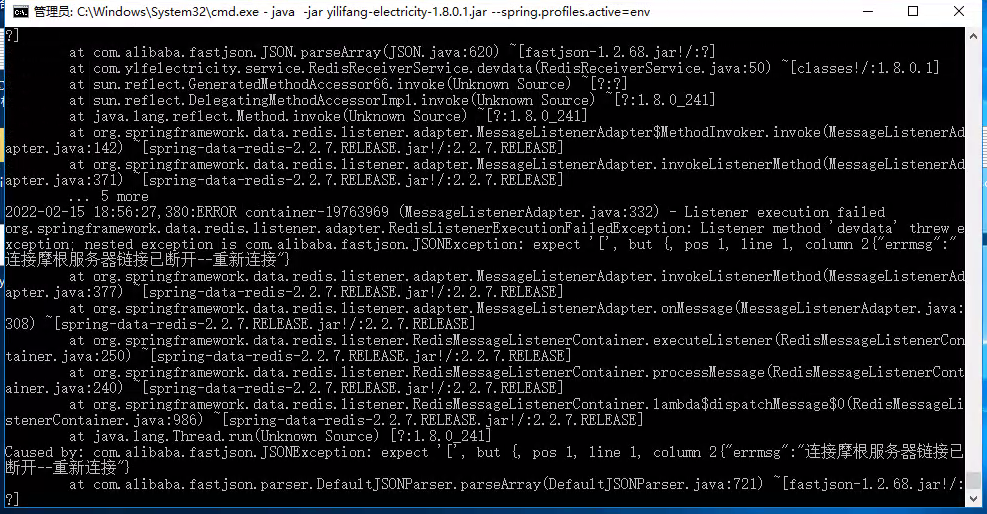 管理员: C:\Windows\System32\cmd.exe - java  -jar yilifang-electricity-1.8.0.1.jar --spring.profiles.active=env
?]
        at com.alibaba.fastjson.JSON.parseArray(JSON.java:620) ~[fastjson-1.2.68.jar!/:?]
        at com.ylfelectricity.service.RedisReceiverService.devdata(RedisReceiverService.java:50) ~[classes!/:1.8.0.1]
        at sun.reflect.GeneratedMethodAccessor66.invoke(Unknown Source) ~[?:?]
        at sun.reflect.DelegatingMethodAccessorImpl.invoke(Unknown Source) ~[?:1.8.0_241]
        at java.lang.reflect.Method.invoke(Unknown Source) ~[?:1.8.0_241]
        at org.springframework.data.redis.listener.adapter.MessageListenerAdapter$MethodInvoker.invoke(MessageListenerAd
apter.java:142) ~[spring-data-redis-2.2.7.RELEASE.jar!/:2.2.7.RELEASE]
        at org.springframework.data.redis.listener.adapter.MessageListenerAdapter.invokeListenerMethod(MessageListenerAd
apter.java:371) ~[spring-data-redis-2.2.7.RELEASE.jar!/:2.2.7.RELEASE]
        ... 5 more
2022-02-15 18:56:27,380:ERROR container-19763969 (MessageListenerAdapter.java:332) - Listener execution failed
org.springframework.data.redis.listener.adapter.RedisListenerExecutionFailedException: Listener method 'devdata' threw e
xception; nested exception is com.alibaba.fastjson.JSONException: expect '[', but {, pos 1, line 1, column 2{"errmsg":"
连接摩根服务器链接已断开--重新连接"}
        at org.springframework.data.redis.listener.adapter.MessageListenerAdapter.invokeListenerMethod(MessageListenerAd
apter.java:377) ~[spring-data-redis-2.2.7.RELEASE.jar!/:2.2.7.RELEASE]
        at org.springframework.data.redis.listener.adapter.MessageListenerAdapter.onMessage(MessageListenerAdapter.java:
308) ~[spring-data-redis-2.2.7.RELEASE.jar!/:2.2.7.RELEASE]
        at org.springframework.data.redis.listener.RedisMessageListenerContainer.executeListener(RedisMessageListenerCon
tainer.java:250) ~[spring-data-redis-2.2.7.RELEASE.jar!/:2.2.7.RELEASE]
        at org.springframework.data.redis.listener.RedisMessageListenerContainer.processMessage(RedisMessageListenerCont
ainer.java:240) ~[spring-data-redis-2.2.7.RELEASE.jar!/:2.2.7.RELEASE]
        at org.springframework.data.redis.listener.RedisMessageListenerContainer.lambda$dispatchMessage$0(RedisMessageLi
stenerContainer.java:986) ~[spring-data-redis-2.2.7.RELEASE.jar!/:2.2.7.RELEASE]
        at java.lang.Thread.run(Unknown Source) [?:1.8.0_241]
Caused by: com.alibaba.fastjson.JSONException: expect '[', but {, pos 1, line 1, column 2{"errmsg":"连接摩根服务器链接已
断开--重新连接"}
        at com.alibaba.fastjson.parser.DefaultJSONParser.parseArray(DefaultJSONParser.java:721) ~[fastjson-1.2.68.jar!/:
?]